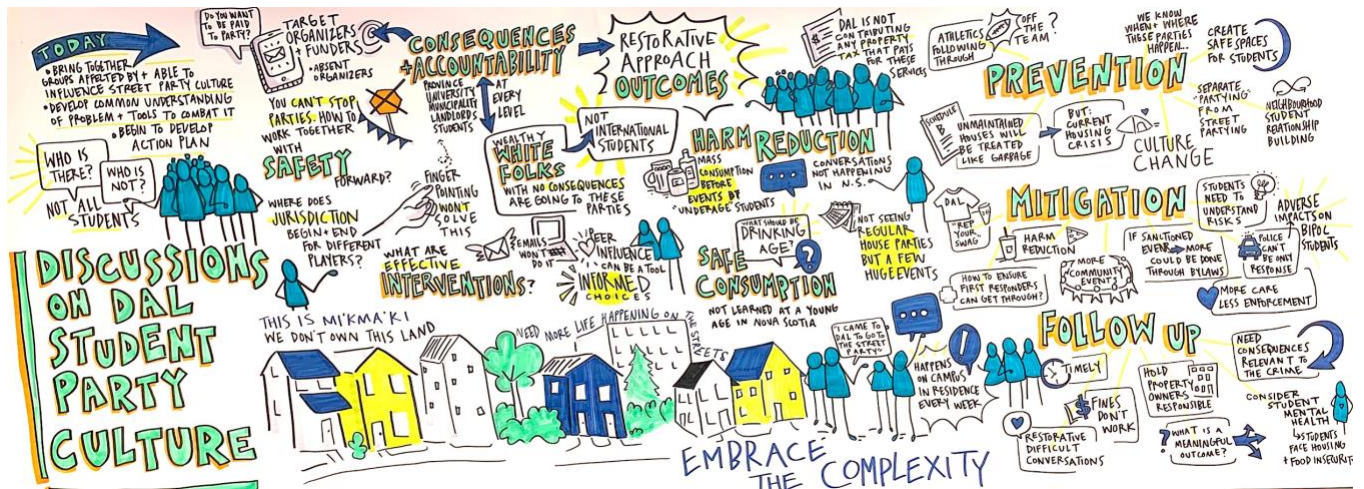 TODAY
• BRING TOGETHER
GROUPS AFFECTED BY + ABLE TO
INFLUENCE STREET PARTY CULTURE
• DEVELOP COMMON UNDERSTANDING
OF PROBLEM + TOOLS TO COMBAT IT
• BEGIN TO DEVELOP
ACTION PLAN
WHO IS
THERE?
WHO IS
NOT?
NOT ALL
STUDENTS
DISCUSSIONS
ON DAL
STUDENT
PARTY
CULTURE
DO YOU WANT
TO BE PAID
TO PARTY?
TARGET
ORGANIZERS
+ FUNDERS
• ABSENT
ORGANIZERS
YOU CAN'T STOP
PARTIES. HOW TO
WORK TOGETHER
WITH
SAFETY
FORWARD?
WHERE DOES
JURISDICTION
BEGIN + END
FOR DIFFERENT
PLAYERS?
CONSEQUENCES
+ ACCOUNTABILITY
PROVINCE
UNIVERSITY
MUNICIPALITY
LANDLORDS
STUDENTS
AT
EVERY
LEVEL
FINGER
POINTING
WON'T
SOLVE
THIS
WHAT ARE
EFFECTIVE
INTERVENTIONS?
RESTORATIVE
APPROACH
OUTCOMES
WEALTHY
WHITE
FOLKS
WITH NO CONSEQUENCES
ARE GOING TO THESE
PARTIES
NOT
INTERNATIONAL
STUDENTS
EMAILS
WON'T
DO IT
PEER
INFLUENCE
CAN BE A TOOL
INFORMED
CHOICES
THIS IS MI'KMA'KI
WE DON'T OWN THIS LAND
NEED MORE LIFE HAPPENING ON THE STREETS
DAL IS NOT
CONTRIBUTING
ANY PROPERTY
TAX THAT PAYS
FOR THESE
SERVICES
HARM
REDUCTION
MASS
CONSUMPTION
BEFORE
EVENTS BY
UNDERAGE STUDENTS
CONVERSATIONS
NOT HAPPENING
IN N.S.
WHAT SHOULD BE
DRINKING
AGE?
SAFE
CONSUMPTION
NOT LEARNED AT A YOUNG
AGE IN NOVA SCOTIA
NOT SEEING
REGULAR
HOUSE PARTIES
BUT A FEW
HUGE EVENTS
"I CAME TO
DAL TO GO TO
THE STREET
PARTY"
HAPPENS
ON CAMPUS
IN RESIDENCE
EVERY WEEK
EMBRACE
THE COMPLEXITY
ATHLETICS
FOLLOWING
THROUGH
OFF
THE
TEAM?
PREVENTION
WE KNOW
WHEN + WHERE
THESE PARTIES
HAPPEN...
CREATE
SAFE SPACES
FOR STUDENTS
SEPARATE
'PARTYING'
FROM
STREET
PARTYING
NEIGHBOURHOOD
STUDENT
RELATIONSHIP
BUILDING
SCHEDULE
B
UNMAINTAINED
HOUSES WILL
BE TREATED
LIKE GARBAGE
BUT:
CURRENT
HOUSING
CRISIS
CULTURE
CHANGE
DAL
"REP
YOUR
SWAG"
MITIGATION
STUDENTS
NEED TO
UNDERSTAND
RISKS
ADVERSE
IMPACTS ON
BIPOC
STUDENTS
HARM
REDUCTION
HOW TO ENSURE
FIRST RESPONDERS
CAN GET THROUGH?
MORE
COMMUNITY
EVENTS
IF SANCTIONED
EVENT MORE
COULD BE DONE
THROUGH BYLAWS
POLICE
CAN'T
BE ONLY
RESPONSE
MORE CARE
LESS ENFORCEMENT
FOLLOW UP
TIMELY
$ FINES
DON'T
WORK
RESTORATIVE
DIFFICULT
CONVERSATIONS
HOLD
PROPERTY
OWNERS
RESPONSIBLE
? WHAT IS A
MEANINGFUL
OUTCOME?
NEED
CONSEQUENCES
RELEVANT TO
THE CRIME
CONSIDER
STUDENT
MENTAL
HEALTH
STUDENTS
FACE HOUSING
+ FOOD INSECURITY